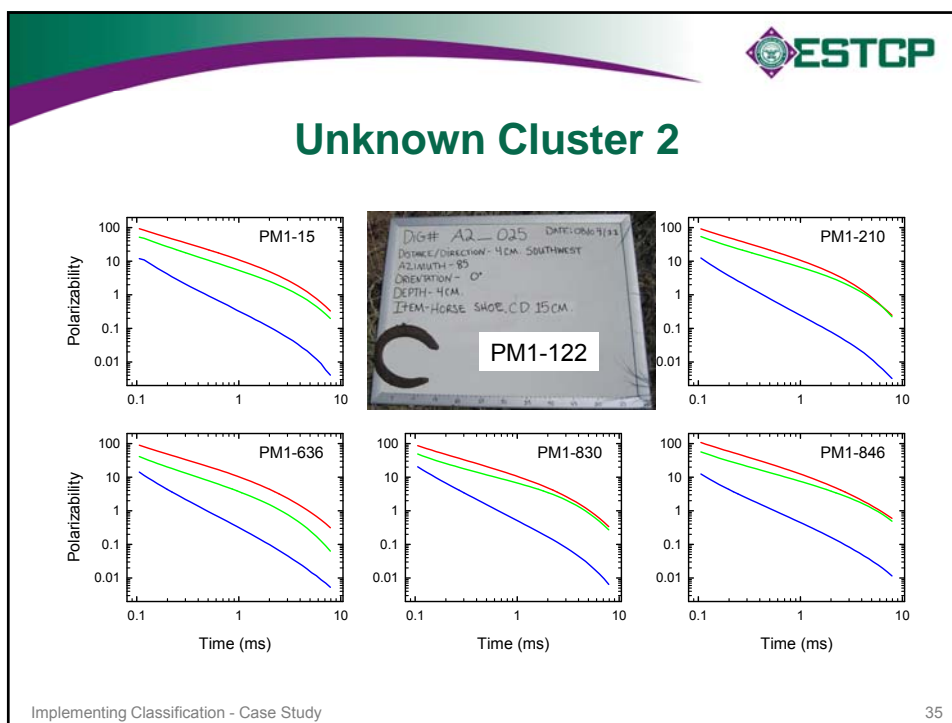 ESTCP
Unknown Cluster 2
Polarizability
100
10
1
0.1
0.01
PM1-15
0.1
1
10
DIG# A2_025 DATE:
DISTANCE/DIRECTION - 4CM. SOUTHWEST
AZIMUTH - 85
ORIENTATION - 0°
DEPTH - 4CM.
ITEM-HORSE SHOE, CD 15CM.
PM1-122
100
10
1
0.1
0.01
PM1-210
0.1
1
10
Polarizability
100
10
1
0.1
0.01
PM1-636
0.1
1
10
Time (ms)
100
10
1
0.1
0.01
PM1-830
0.1
1
10
Time (ms)
100
10
1
0.1
0.01
PM1-846
0.1
1
10
Time (ms)
Implementing Classification - Case Study
35